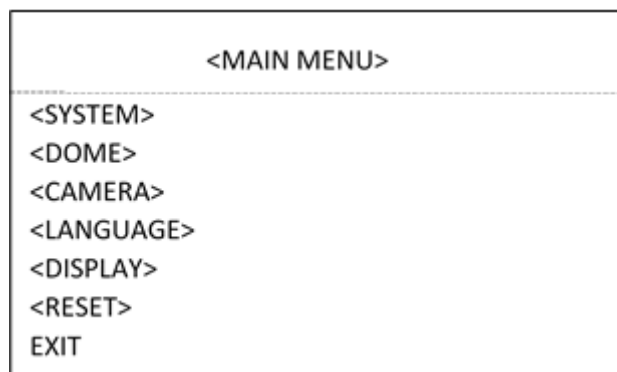 <MAIN MENU>
<SYSTEM>
<DOME>
<CAMERA>
<LANGUAGE>
<DISPLAY>
<RESET>
EXIT